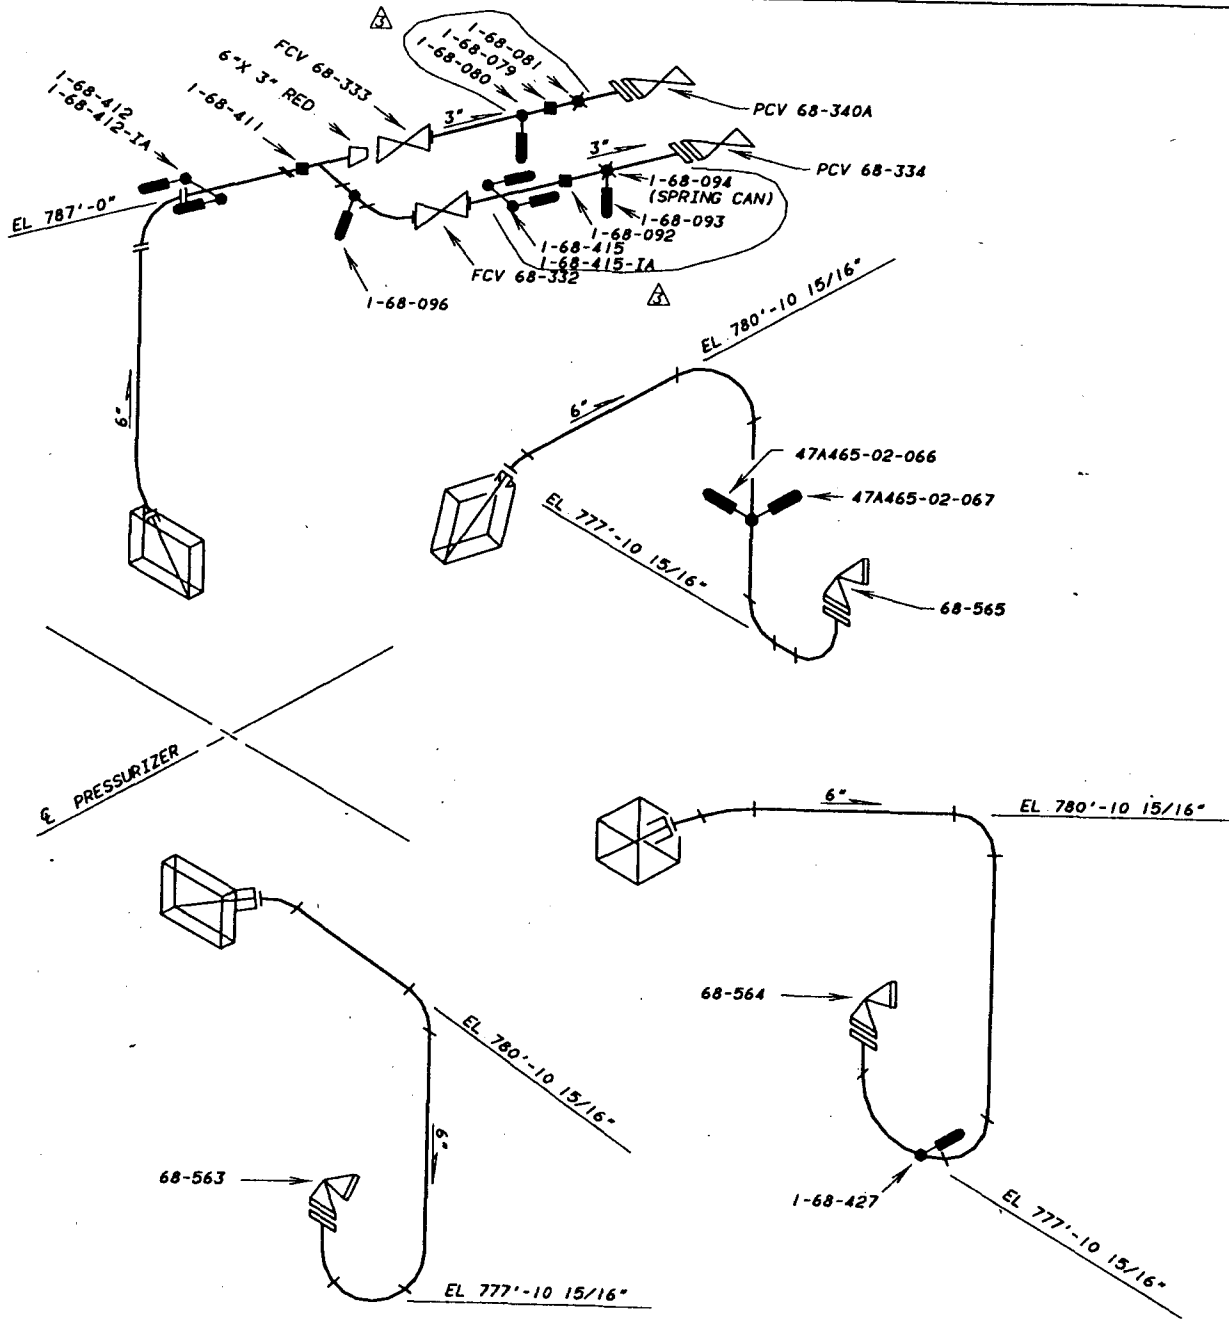 3
1-68-081
1-68-079
1-68-080
FCV 68-333
6"X 3" RED.
1-68-411
1-68-412
1-68-412-IA
3"
PCV 68-340A
3"
PCV 68-334
1-68-094
(SPRING CAN)
1-68-093
1-68-092
1-68-415
1-68-415-IA
FCV 68-332
1-68-096
EL 787'-0"
3
6"
EL 780'-10 15/16"
6"
47A465-02-066
47A465-02-067
EL 777'-10 15/16"
68-565
℄ PRESSURIZER
6"
EL 780'-10 15/16"
68-564
EL 780'-10 15/16"
6"
68-563
1-68-427
EL 777'-10 15/16"
EL 777'-10 15/16"